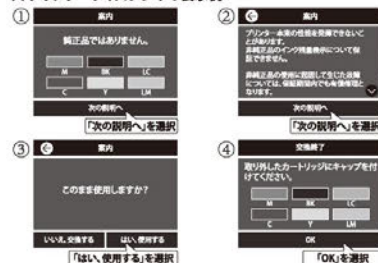 ①
案内
純正品ではありません。
M BK LC
C Y LM
次の説明へ
「次の説明へ」を選択
②
案内
プリンター本来の性能を発揮できないことがあります。
非純正品のインク残量表示について保証できません。
非純正品の使用に起因して生じた故障については、保証期間内でも有償修理となります。
次の説明へ
「次の説明へ」を選択
③
案内
このまま使用しますか?
いいえ、交換する はい、使用する
「はい、使用する」を選択
④
交換終了
取り外したカートリッジにキャップを付けてください。
M BK LC
C Y LM
OK
「OK」を選択